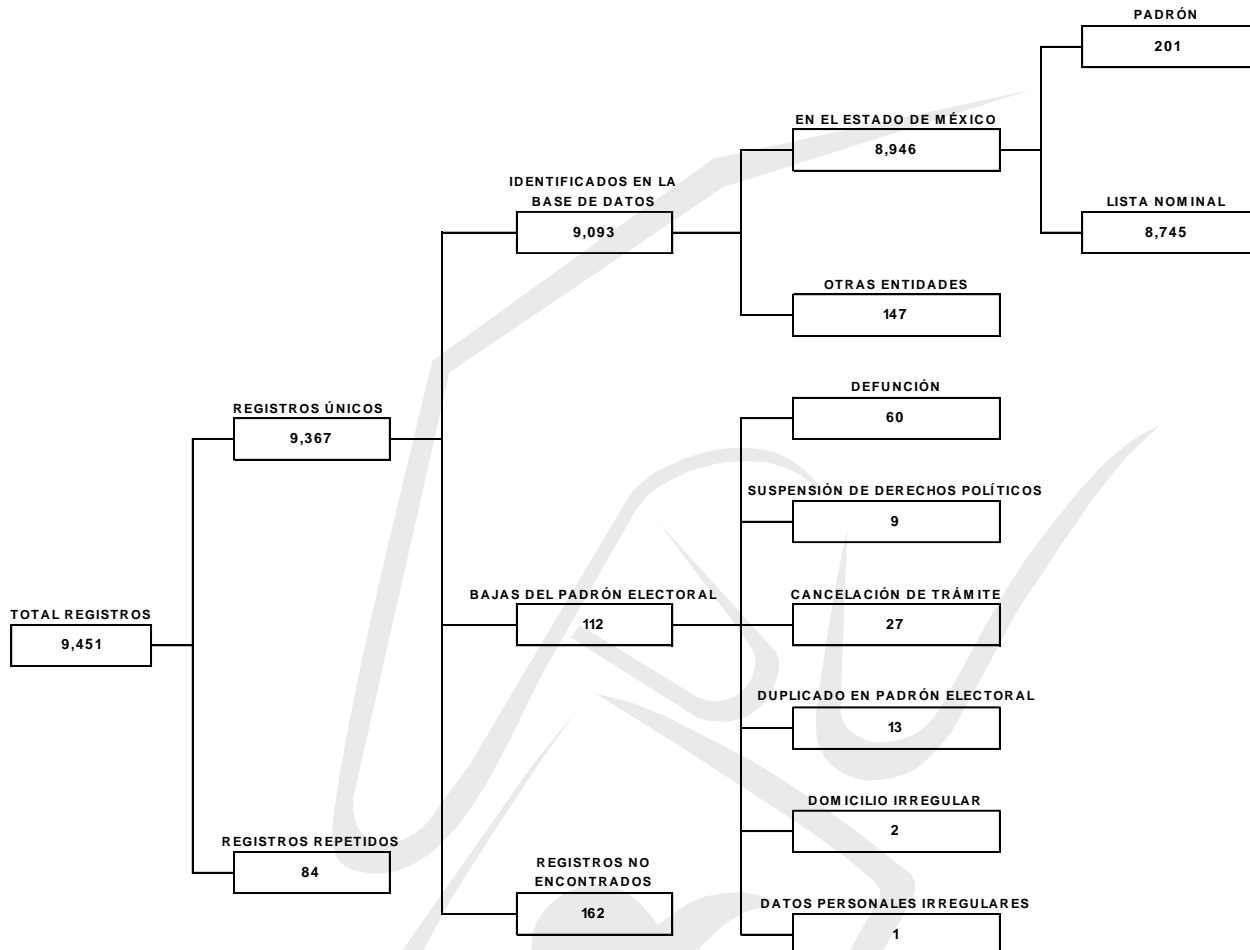 PADRÓN
201
EN EL ESTADO DE MÉXICO
8,946
IDENTIFICADOS EN LA
BASE DE DATOS
9,093
LISTA NOMINAL
8,745
OTRAS ENTIDADES
147
DEFUNCIÓN
60
REGISTROS ÚNICOS
9,367
SUSPENSIÓN DE DERECHOS POLÍTICOS
9
BAJAS DEL PADRÓN ELECTORAL
112
CANCELACIÓN DE TRÁMITE
27
TOTAL REGISTROS
9,451
DUPLICADO EN PADRÓN ELECTORAL
13
DOMICILIO IRREGULAR
2
REGISTROS REPETIDOS
84
REGISTROS NO
ENCONTRADOS
162
DATOS PERSONALES IRREGULARES
1